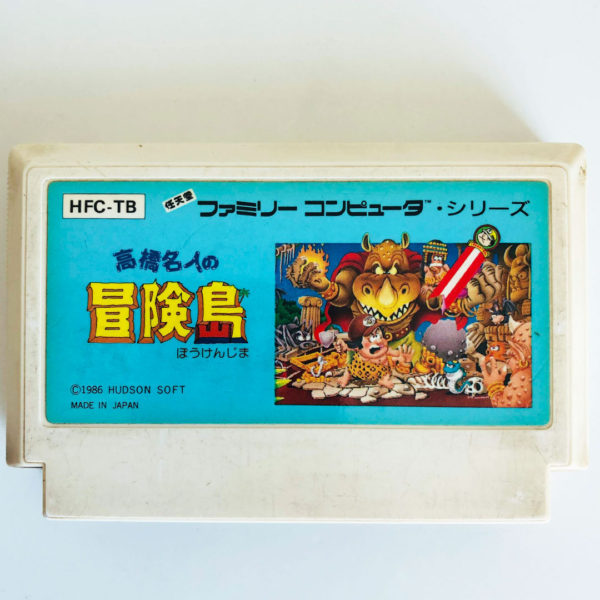 HFC-TB
任天堂
ファミリー コンピュータ™・シリーズ
高橋名人の
冒険島
ぼうけんじま
©1986 HUDSON SOFT
MADE IN JAPAN